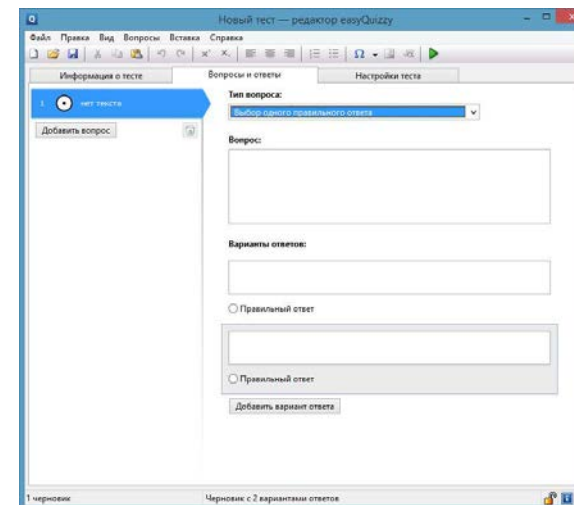 Новый тест — редактор easyQuizzy
Файл Правка Вид Вопросы Вставка Справка
Информация о тесте Вопросы и ответы Настройки теста
1 нет текста
Добавить вопрос
Тип вопроса:
Выбор одного правильного ответа
Вопрос:
Варианты ответов:
Правильный ответ
Правильный ответ
Добавить вариант ответа
1 черновик Черновик с 2 вариантами ответов